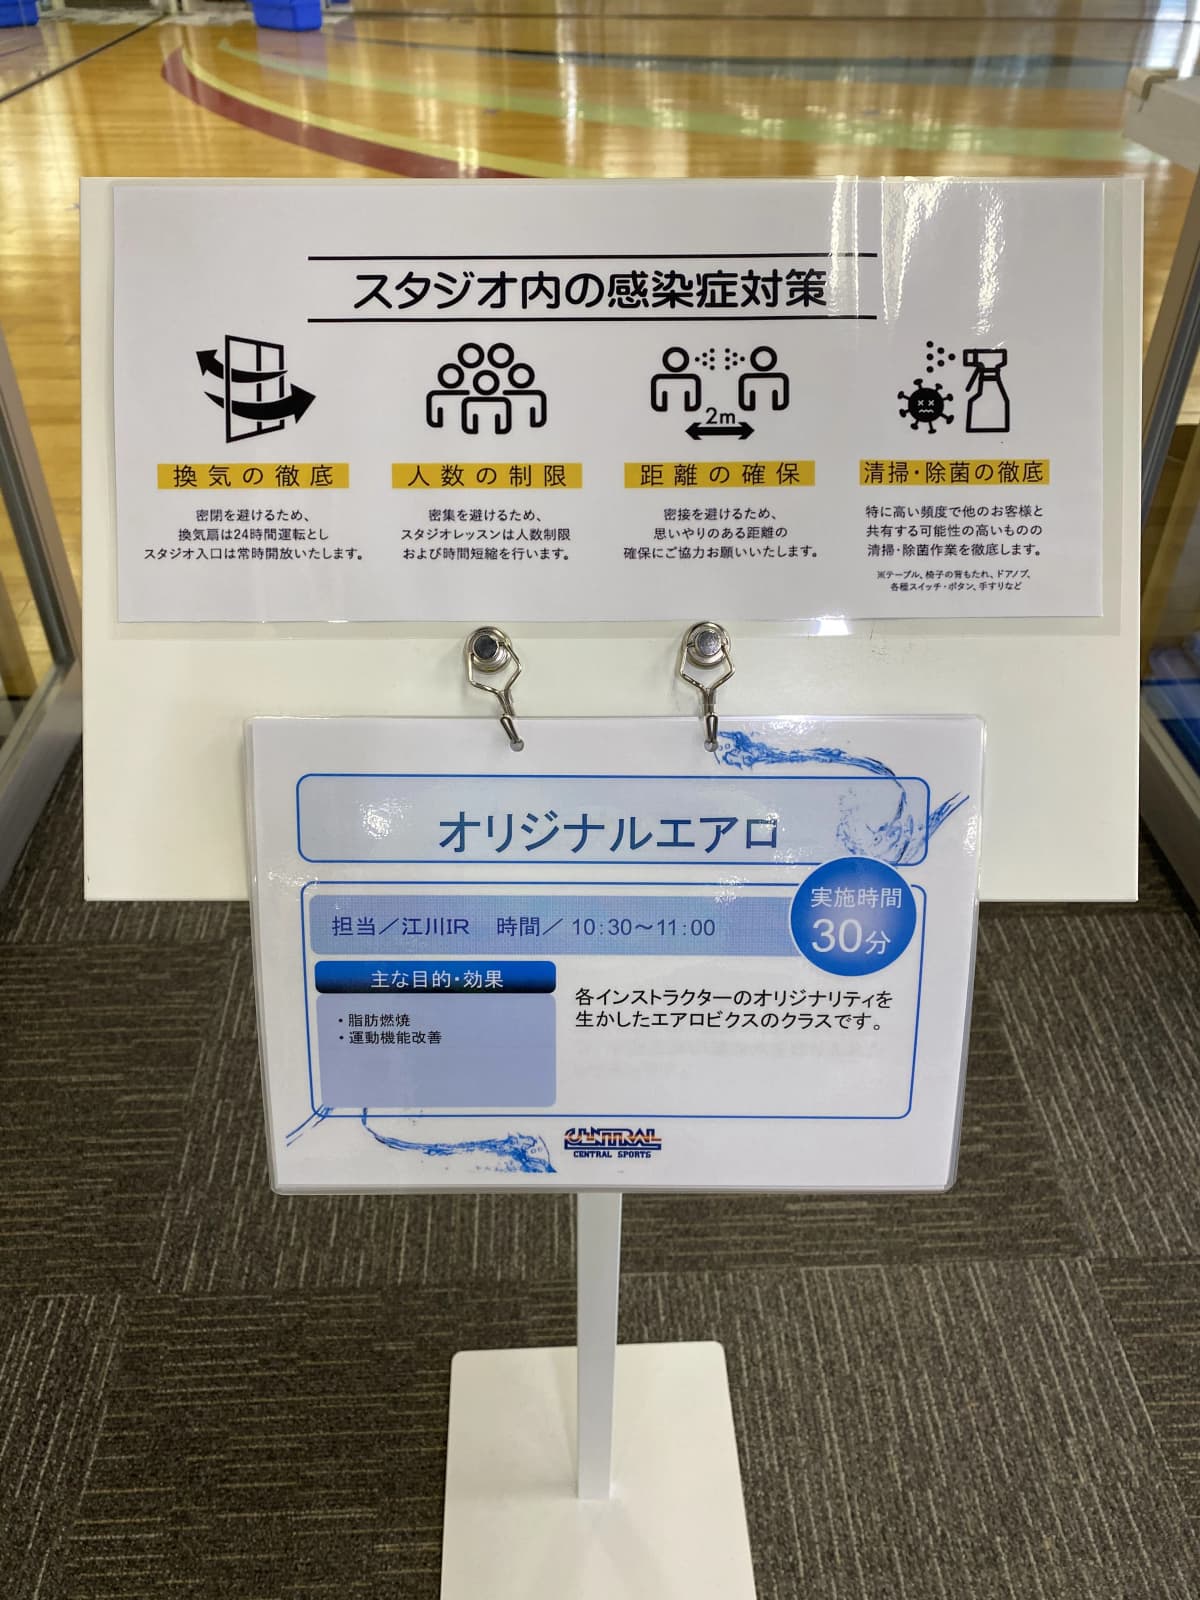 スタジオ内の感染症対策
2m
換気の徹底
密閉を避けるため、
換気扇は24時間運転とし
スタジオ入口は常時開放いたします。
人数の制限
密集を避けるため、
スタジオレッスンは人数制限
および時間短縮を行います。
距離の確保
密接を避けるため、
思いやりのある距離の
確保にご協力お願いいたします。
清掃・除菌の徹底
特に高い頻度で他のお客様と
共有する可能性の高いものの
清掃・除菌作業を徹底します。
※テーブル、椅子の背もたれ、ドアノブ、
各種スイッチ・ボタン、手すりなど
オリジナルエアロ
実施時間
30分
担当／江川IR 時間／ 10:30～11:00
主な目的・効果
・脂肪燃焼
・運動機能改善
各インストラクターのオリジナリティを
生かしたエアロビクスのクラスです。
CENTRAL
CENTRAL SPORTS